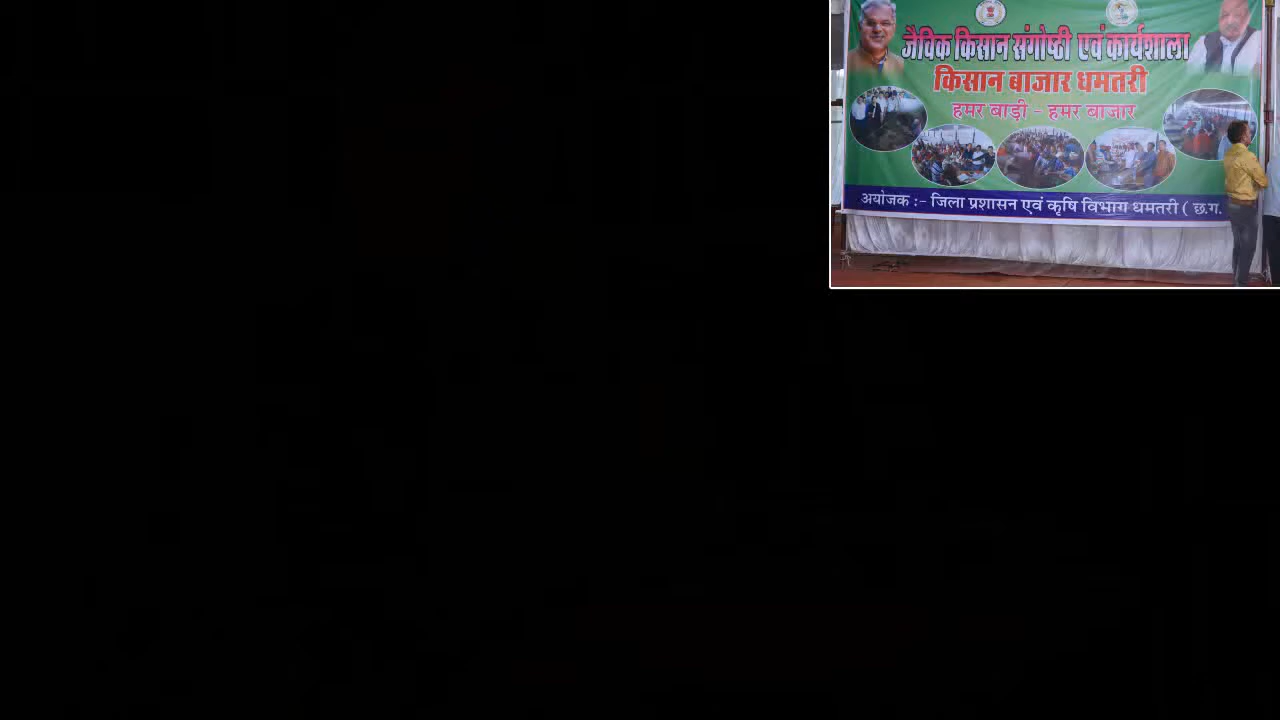 जैविक किसान संगोष्ठी एवं कार्यशाला
किसान बाजार धमतरी
हमर बाड़ी - हमर बाजार
अयोजक :- जिला प्रशासन एवं कृषि विभाग धमतरी ( छ.ग.